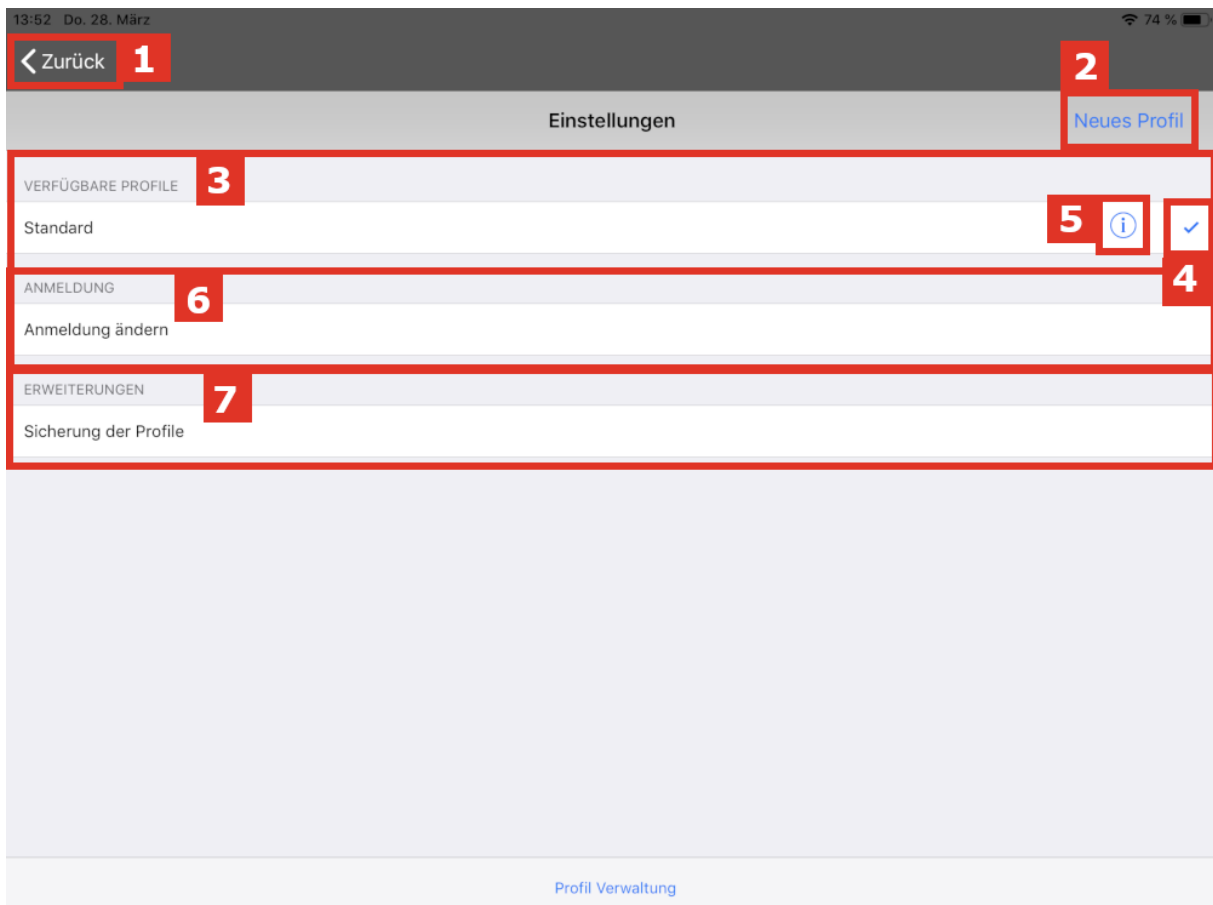 13:52 Do. 28. März 74 %
Zurück 1
2
Einstellungen Neues Profil
VERFÜGBARE PROFILE 3
Standard 5 i
4
ANMELDUNG 6
Anmeldung ändern
ERWEITERUNGEN 7
Sicherung der Profile
Profil Verwaltung